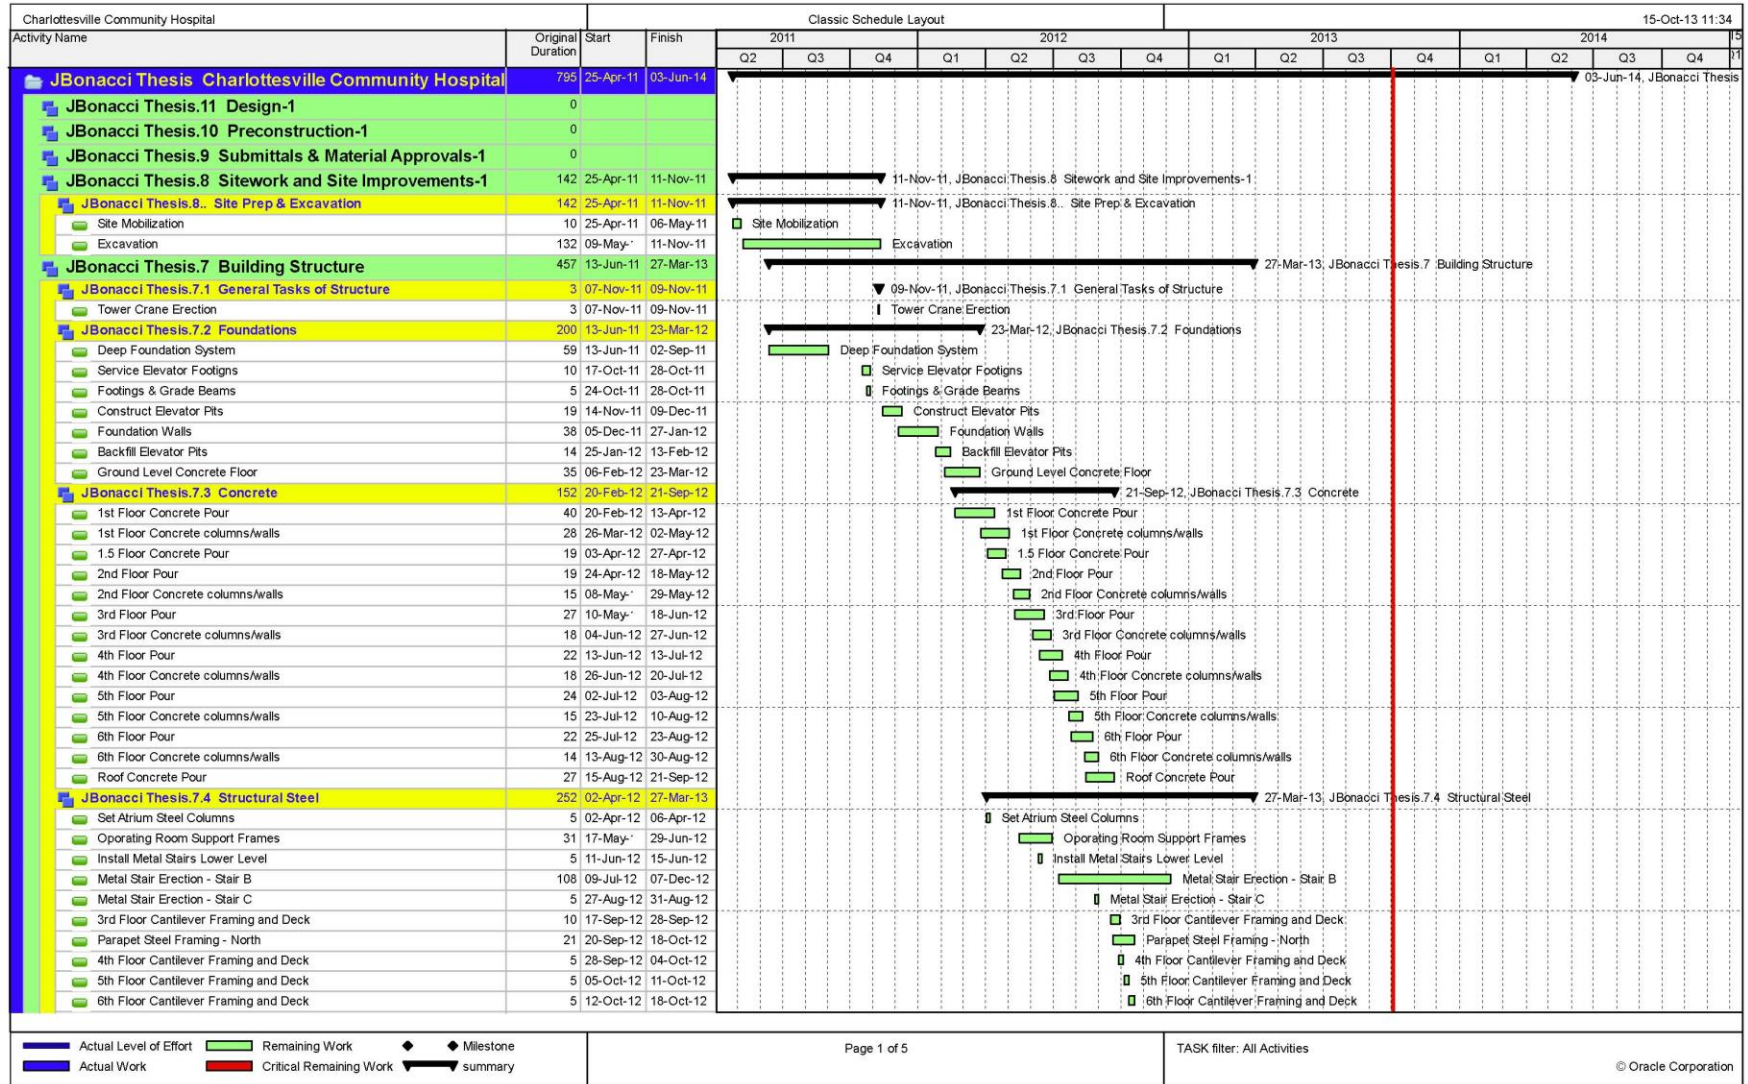 Charlottesville Community Hospital Classic Schedule Layout 15-Oct-13 11:34
Activity Name Original Duration Start Finish 2011 2012 2013 2014
Q2 Q3 Q4 Q1 Q2 Q3 Q4 Q1 Q2 Q3 Q4 Q1 Q2 Q3 Q4
JBonacci Thesis Charlottesville Community Hospital 795 25-Apr-11 03-Jun-14 03-Jun-14, JBonacci Thesis
JBonacci Thesis.11 Design-1 0
JBonacci Thesis.10 Preconstruction-1 0
JBonacci Thesis.9 Submittals & Material Approvals-1 0
JBonacci Thesis.8 Sitework and Site Improvements-1 142 25-Apr-11 11-Nov-11 11-Nov-11, JBonacci Thesis.8 Sitework and Site Improvements-1
JBonacci Thesis.8.. Site Prep & Excavation 142 25-Apr-11 11-Nov-11 11-Nov-11, JBonacci Thesis.8.. Site Prep & Excavation
Site Mobilization 10 25-Apr-11 06-May-11 Site Mobilization
Excavation 132 09-May- 11-Nov-11 Excavation
JBonacci Thesis.7 Building Structure 457 13-Jun-11 27-Mar-13 27-Mar-13, JBonacci Thesis.7 Building Structure
JBonacci Thesis.7.1 General Tasks of Structure 3 07-Nov-11 09-Nov-11 09-Nov-11, JBonacci Thesis.7.1 General Tasks of Structure
Tower Crane Erection 3 07-Nov-11 09-Nov-11 Tower Crane Erection
JBonacci Thesis.7.2 Foundations 200 13-Jun-11 23-Mar-12 23-Mar-12, JBonacci Thesis.7.2 Foundations
Deep Foundation System 59 13-Jun-11 02-Sep-11 Deep Foundation System
Service Elevator Footigns 10 17-Oct-11 28-Oct-11 Service Elevator Footigns
Footings & Grade Beams 5 24-Oct-11 28-Oct-11 Footings & Grade Beams
Construct Elevator Pits 19 14-Nov-11 09-Dec-11 Construct Elevator Pits
Foundation Walls 38 05-Dec-11 27-Jan-12 Foundation Walls
Backfill Elevator Pits 14 25-Jan-12 13-Feb-12 Backfill Elevator Pits
Ground Level Concrete Floor 35 06-Feb-12 23-Mar-12 Ground Level Concrete Floor
JBonacci Thesis.7.3 Concrete 152 20-Feb-12 21-Sep-12 21-Sep-12, JBonacci Thesis.7.3 Concrete
1st Floor Concrete Pour 40 20-Feb-12 13-Apr-12 1st Floor Concrete Pour
1st Floor Concrete columns/walls 28 26-Mar-12 02-May-12 1st Floor Concrete columns/walls
1.5 Floor Concrete Pour 19 03-Apr-12 27-Apr-12 1.5 Floor Concrete Pour
2nd Floor Pour 19 24-Apr-12 18-May-12 2nd Floor Pour
2nd Floor Concrete columns/walls 15 08-May- 29-May-12 2nd Floor Concrete columns/walls
3rd Floor Pour 27 10-May- 18-Jun-12 3rd Floor Pour
3rd Floor Concrete columns/walls 18 04-Jun-12 27-Jun-12 3rd Floor Concrete columns/walls
4th Floor Pour 22 13-Jun-12 13-Jul-12 4th Floor Pour
4th Floor Concrete columns/walls 18 26-Jun-12 20-Jul-12 4th Floor Concrete columns/walls
5th Floor Pour 24 02-Jul-12 03-Aug-12 5th Floor Pour
5th Floor Concrete columns/walls 15 23-Jul-12 10-Aug-12 5th Floor Concrete columns/walls
6th Floor Pour 22 25-Jul-12 23-Aug-12 6th Floor Pour
6th Floor Concrete columns/walls 14 13-Aug-12 30-Aug-12 6th Floor Concrete columns/walls
Roof Concrete Pour 27 15-Aug-12 21-Sep-12 Roof Concrete Pour
JBonacci Thesis.7.4 Structural Steel 252 02-Apr-12 27-Mar-13 27-Mar-13, JBonacci Thesis.7.4 Structural Steel
Set Atrium Steel Columns 5 02-Apr-12 06-Apr-12 Set Atrium Steel Columns
Oporating Room Support Frames 31 17-May- 29-Jun-12 Oporating Room Support Frames
Install Metal Stairs Lower Level 5 11-Jun-12 15-Jun-12 Install Metal Stairs Lower Level
Metal Stair Erection - Stair B 108 09-Jul-12 07-Dec-12 Metal Stair Erection - Stair B
Metal Stair Erection - Stair C 5 27-Aug-12 31-Aug-12 Metal Stair Erection - Stair C
3rd Floor Cantilever Framing and Deck 10 17-Sep-12 28-Sep-12 3rd Floor Cantilever Framing and Deck
Parapet Steel Framing - North 21 20-Sep-12 18-Oct-12 Parapet Steel Framing - North
4th Floor Cantilever Framing and Deck 5 28-Sep-12 04-Oct-12 4th Floor Cantilever Framing and Deck
5th Floor Cantilever Framing and Deck 5 05-Oct-12 11-Oct-12 5th Floor Cantilever Framing and Deck
6th Floor Cantilever Framing and Deck 5 12-Oct-12 18-Oct-12 6th Floor Cantilever Framing and Deck
Actual Level of Effort Remaining Work Milestone Page 1 of 5 TASK filter: All Activities
Actual Work Critical Remaining Work summary © Oracle Corporation